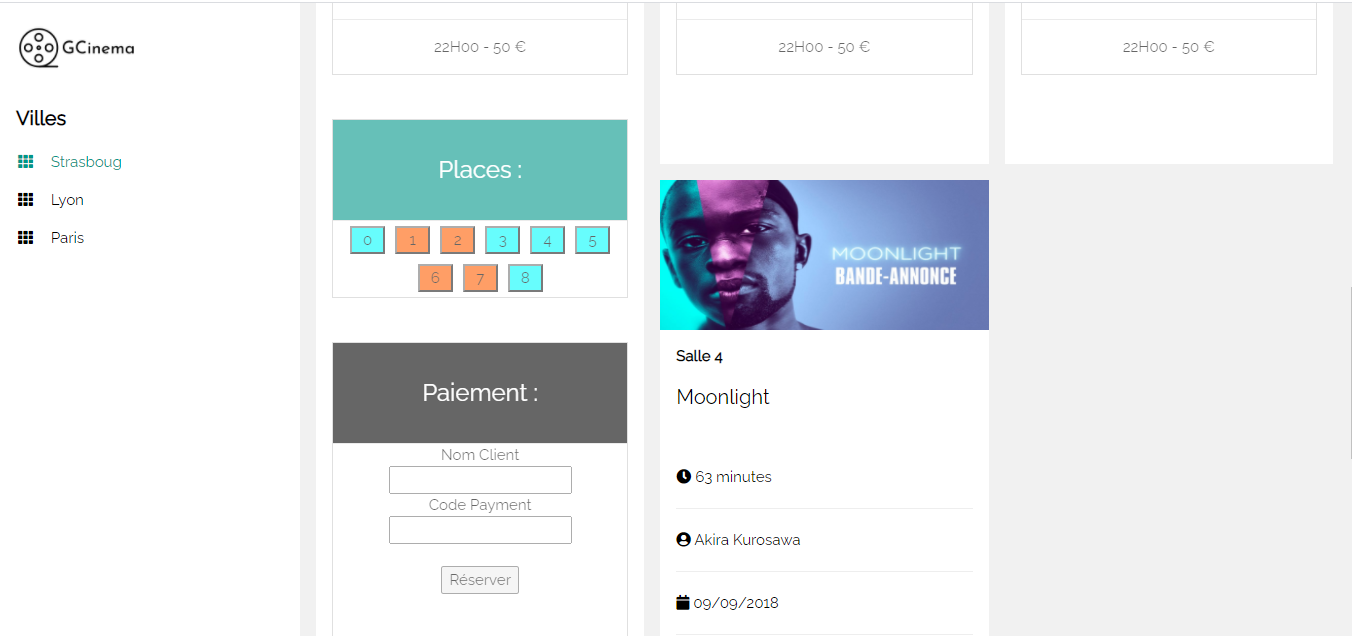 GCinema
Villes
Strasboug
Lyon
Paris
22H00 - 50 €
Places :
0 1 2 3 4 5
6 7 8
Paiement :
Nom Client
Code Payment
Réserver
22H00 - 50 €
MOONLIGHT
BANDE-ANNONCE
Salle 4
Moonlight
63 minutes
Akira Kurosawa
09/09/2018
22H00 - 50 €